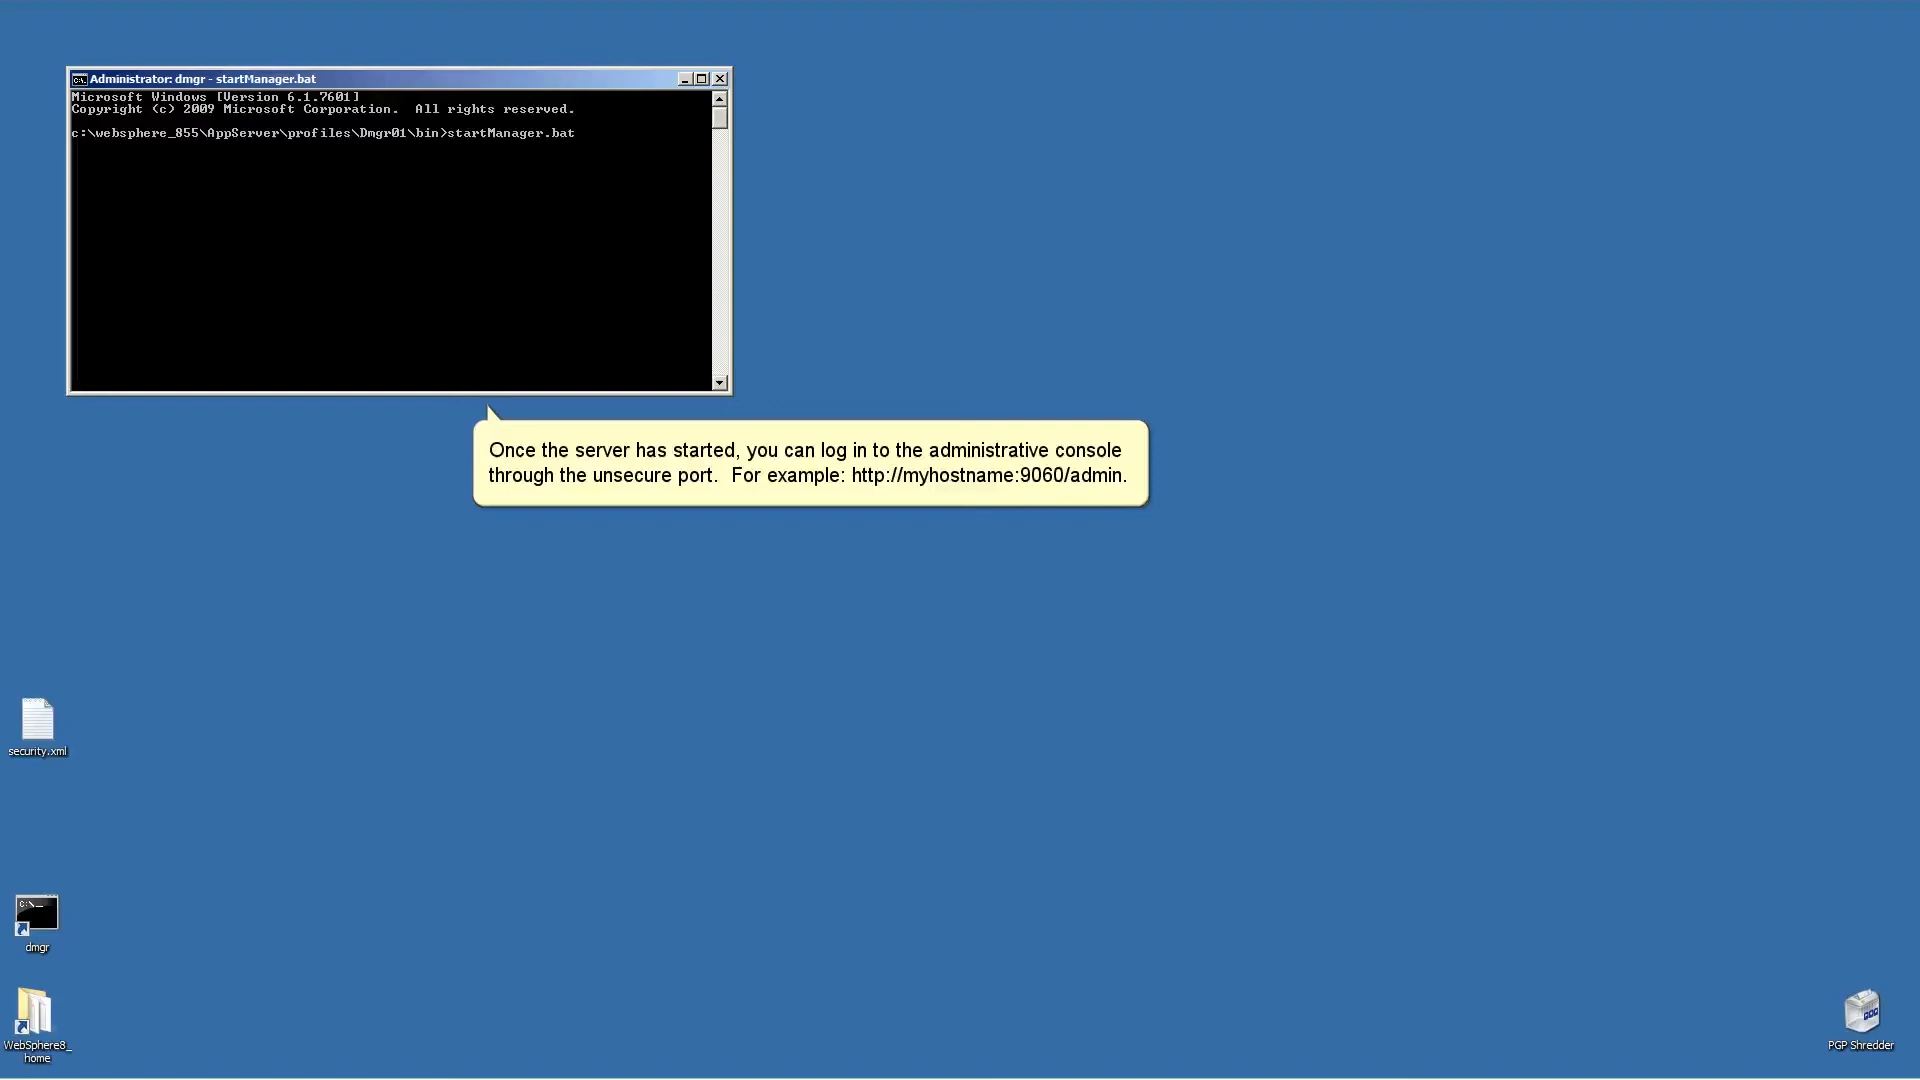 Administrator: dmgr - startManager.bat
Microsoft Windows [Version 6.1.7601]
Copyright (c) 2009 Microsoft Corporation.  All rights reserved.
c:\websphere_855\AppServer\profiles\Dmgr01\bin>startManager.bat
Once the server has started, you can log in to the administrative console
through the unsecure port.  For example: http://myhostname:9060/admin.
security.xml
C:\_
dmgr
WebSphere8_
home
PGP Shredder